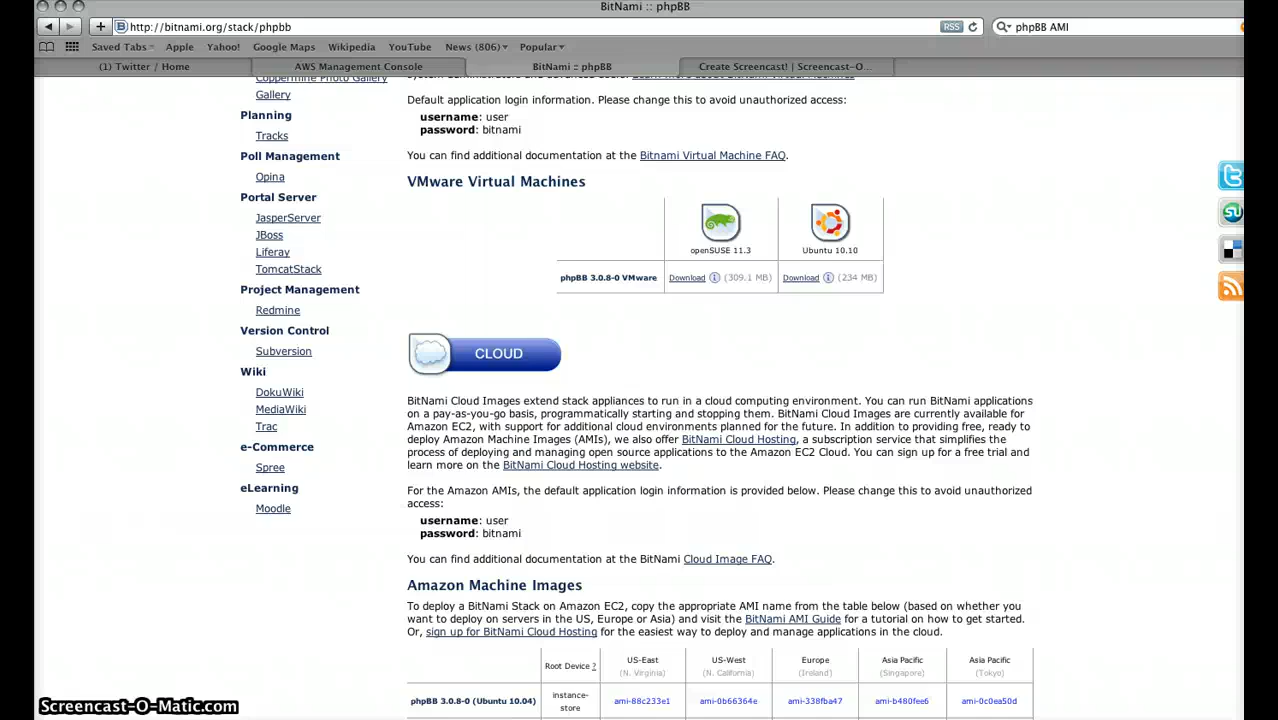 BitNami :: phpBB
http://bitnami.org/stack/phpbb
RSS
phpBB AMI
Saved Tabs Apple Yahoo! Google Maps Wikipedia YouTube News (806) Popular
(1) Twitter / Home
AWS Management Console
BitNami :: phpBB
Create Screencast! | Screencast-O...
Coppermine Photo Gallery
Gallery
Planning
Tracks
Poll Management
Opina
Portal Server
JasperServer
JBoss
Liferay
TomcatStack
Project Management
Redmine
Version Control
Subversion
Wiki
DokuWiki
MediaWiki
Trac
e-Commerce
Spree
eLearning
Moodle
Default application login information. Please change this to avoid unauthorized access:
username: user
password: bitnami
You can find additional documentation at the Bitnami Virtual Machine FAQ.
VMware Virtual Machines
openSUSE 11.3
Ubuntu 10.10
phpBB 3.0.8-0 VMware
Download (309.1 MB)
Download (234 MB)
CLOUD
BitNami Cloud Images extend stack appliances to run in a cloud computing environment. You can run BitNami applications
on a pay-as-you-go basis, programmatically starting and stopping them. BitNami Cloud Images are currently available for
Amazon EC2, with support for additional cloud environments planned for the future. In addition to providing free, ready to
deploy Amazon Machine Images (AMIs), we also offer BitNami Cloud Hosting, a subscription service that simplifies the
process of deploying and managing open source applications to the Amazon EC2 Cloud. You can sign up for a free trial and
learn more on the BitNami Cloud Hosting website.
For the Amazon AMIs, the default application login information is provided below. Please change this to avoid unauthorized
access:
username: user
password: bitnami
You can find additional documentation at the BitNami Cloud Image FAQ.
Amazon Machine Images
To deploy a BitNami Stack on Amazon EC2, copy the appropriate AMI name from the table below (based on whether you
want to deploy on servers in the US, Europe or Asia) and visit the BitNami AMI Guide for a tutorial on how to get started.
Or, sign up for BitNami Cloud Hosting for the easiest way to deploy and manage applications in the cloud.
Root Device ?
US-East
(N. Virginia)
US-West
(N. California)
Europe
(Ireland)
Asia Pacific
(Singapore)
Asia Pacific
(Tokyo)
phpBB 3.0.8-0 (Ubuntu 10.04)
instance-
store
ami-88c233e1
ami-0b66364e
ami-338fba47
ami-b480fee6
ami-0c0ea50d
Screencast-O-Matic.com